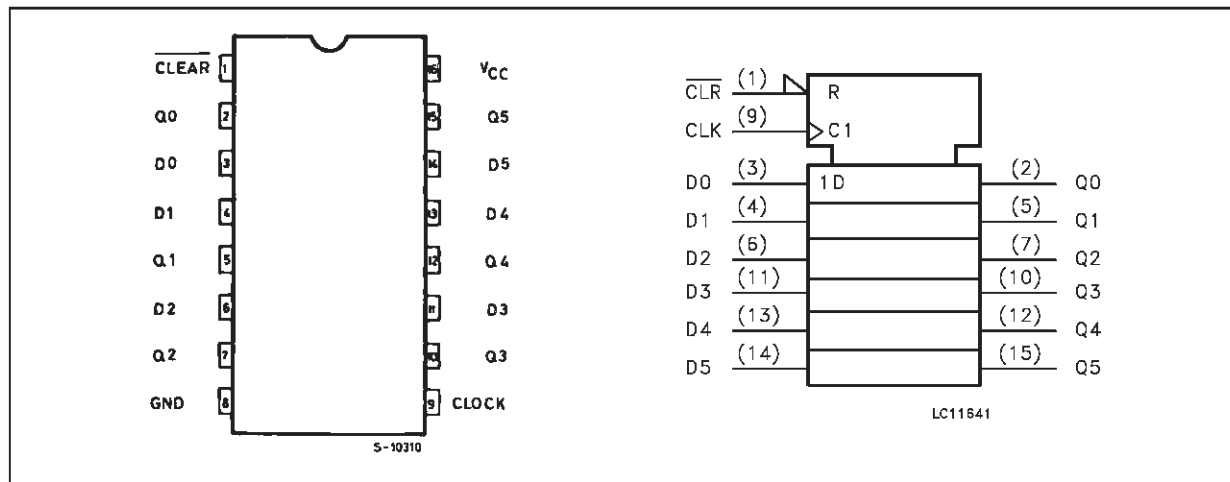 CLEAR 1 16 VCC
Q0 2 15 Q5
D0 3 14 D5
D1 4 13 D4
Q1 5 12 Q4
D2 6 11 D3
Q2 7 10 Q3
GND 8 9 CLOCK
S-10310
CLR (1) R
CLK (9) C1
D0 (3) 1D (2) Q0
D1 (4) (5) Q1
D2 (6) (7) Q2
D3 (11) (10) Q3
D4 (13) (12) Q4
D5 (14) (15) Q5
LC11641